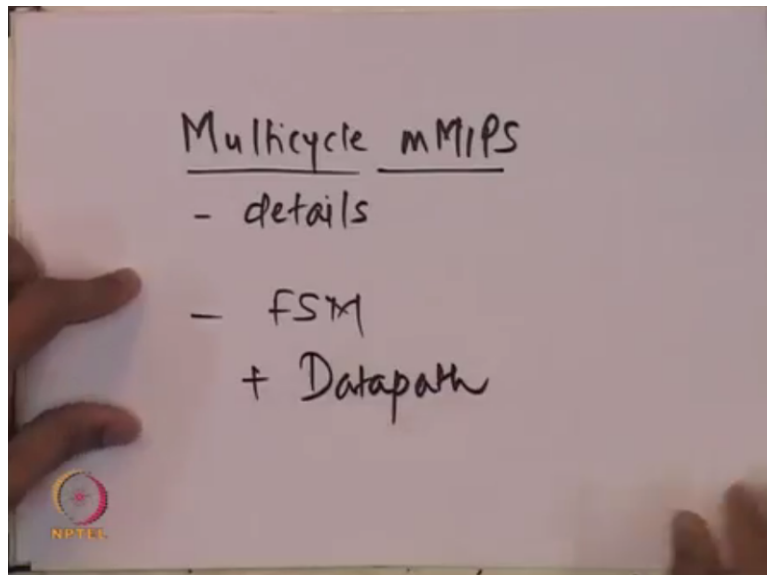 Multicycle mMIPS
- details
- FSM
+ Datapath
NPTEL